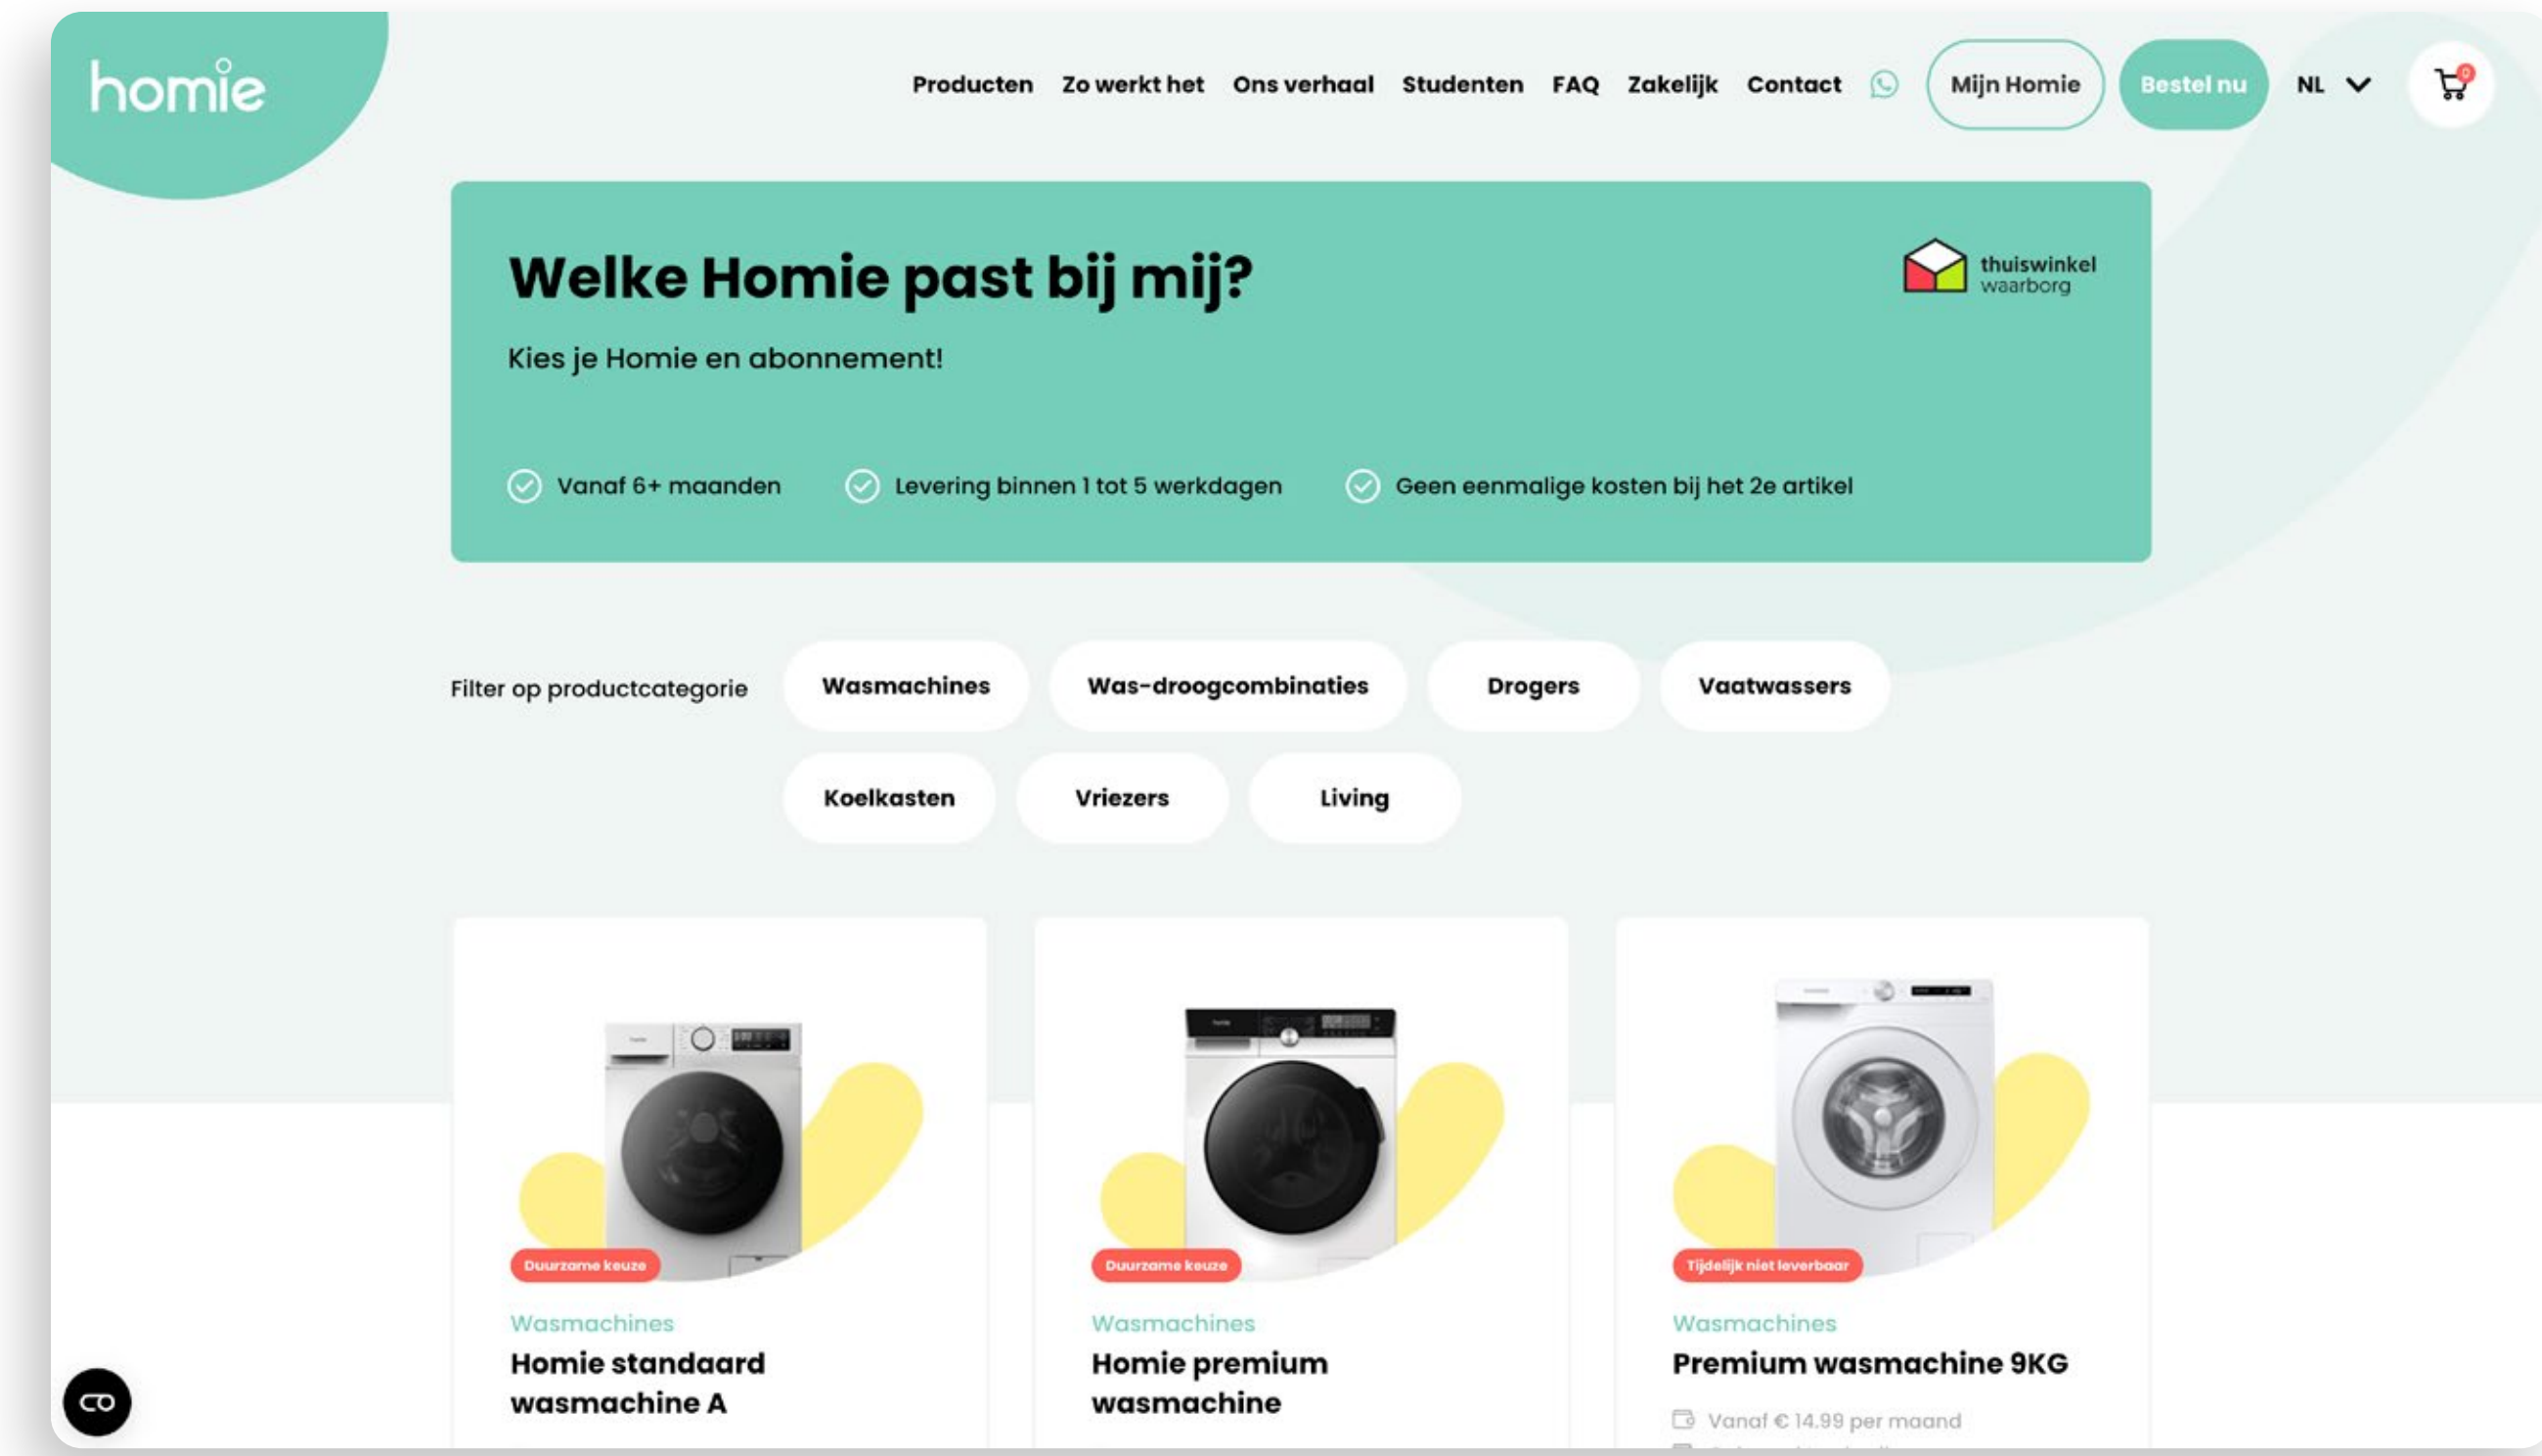 homie
Producten Zo werkt het Ons verhaal Studenten FAQ Zakelijk Contact Mijn Homie Bestel nu NL 0
Welke Homie past bij mij?
thuiswinkel
waarborg
Kies je Homie en abonnement!
Vanaf 6+ maanden Levering binnen 1 tot 5 werkdagen Geen eenmalige kosten bij het 2e artikel
Filter op productcategorie Wasmachines Was-droogcombinaties Drogers Vaatwassers
Koelkasten Vriezers Living
Duurzame keuze
Wasmachines
Homie standaard
wasmachine A
Duurzame keuze
Wasmachines
Homie premium
wasmachine
Tijdelijk niet leverbaar
Wasmachines
Premium wasmachine 9KG
Vanaf € 14.99 per maand